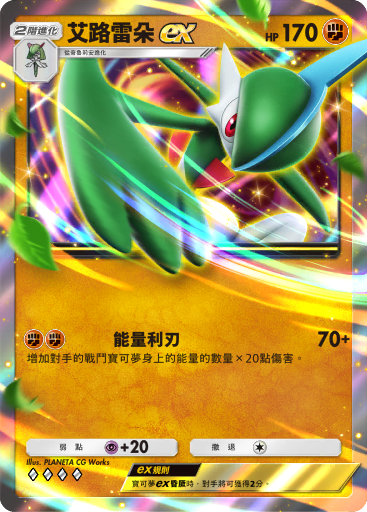 2階進化
艾路雷朵ex
HP 170
從奇魯莉安進化
能量利刃 70+
增加對手的戰鬥寶可夢身上的能量的數量×20點傷害。
弱點 +20 撤退
Illus. PLANETA CG Works
ex規則
寶可夢ex昏厥時,對手將可獲得2分。